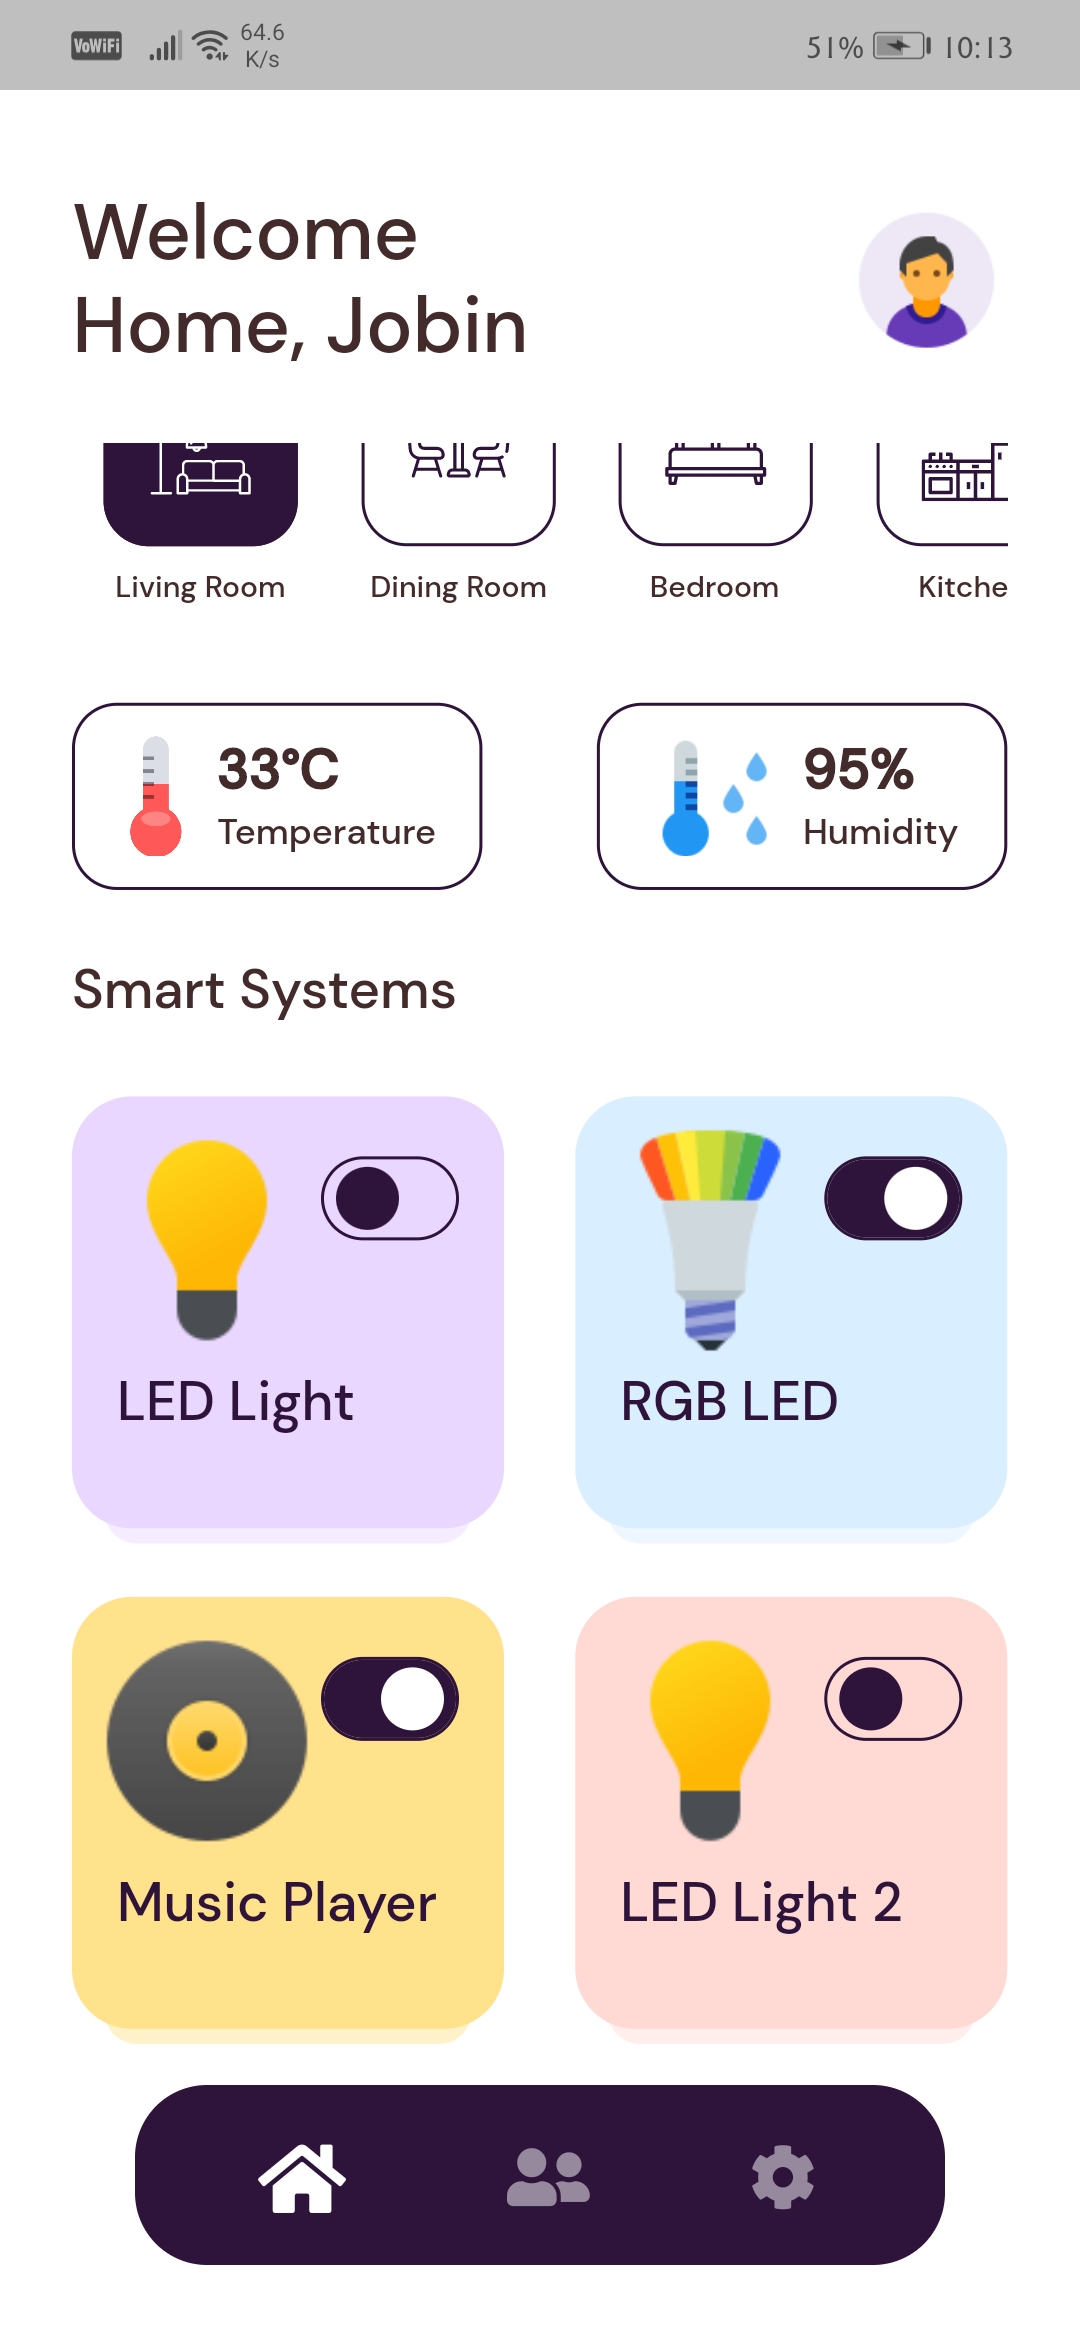 VoWiFi 64.6 K/s 51% 10:13
Welcome
Home, Jobin
Living Room Dining Room Bedroom Kitche
33°C 95%
Temperature Humidity
Smart Systems
LED Light RGB LED
Music Player LED Light 2